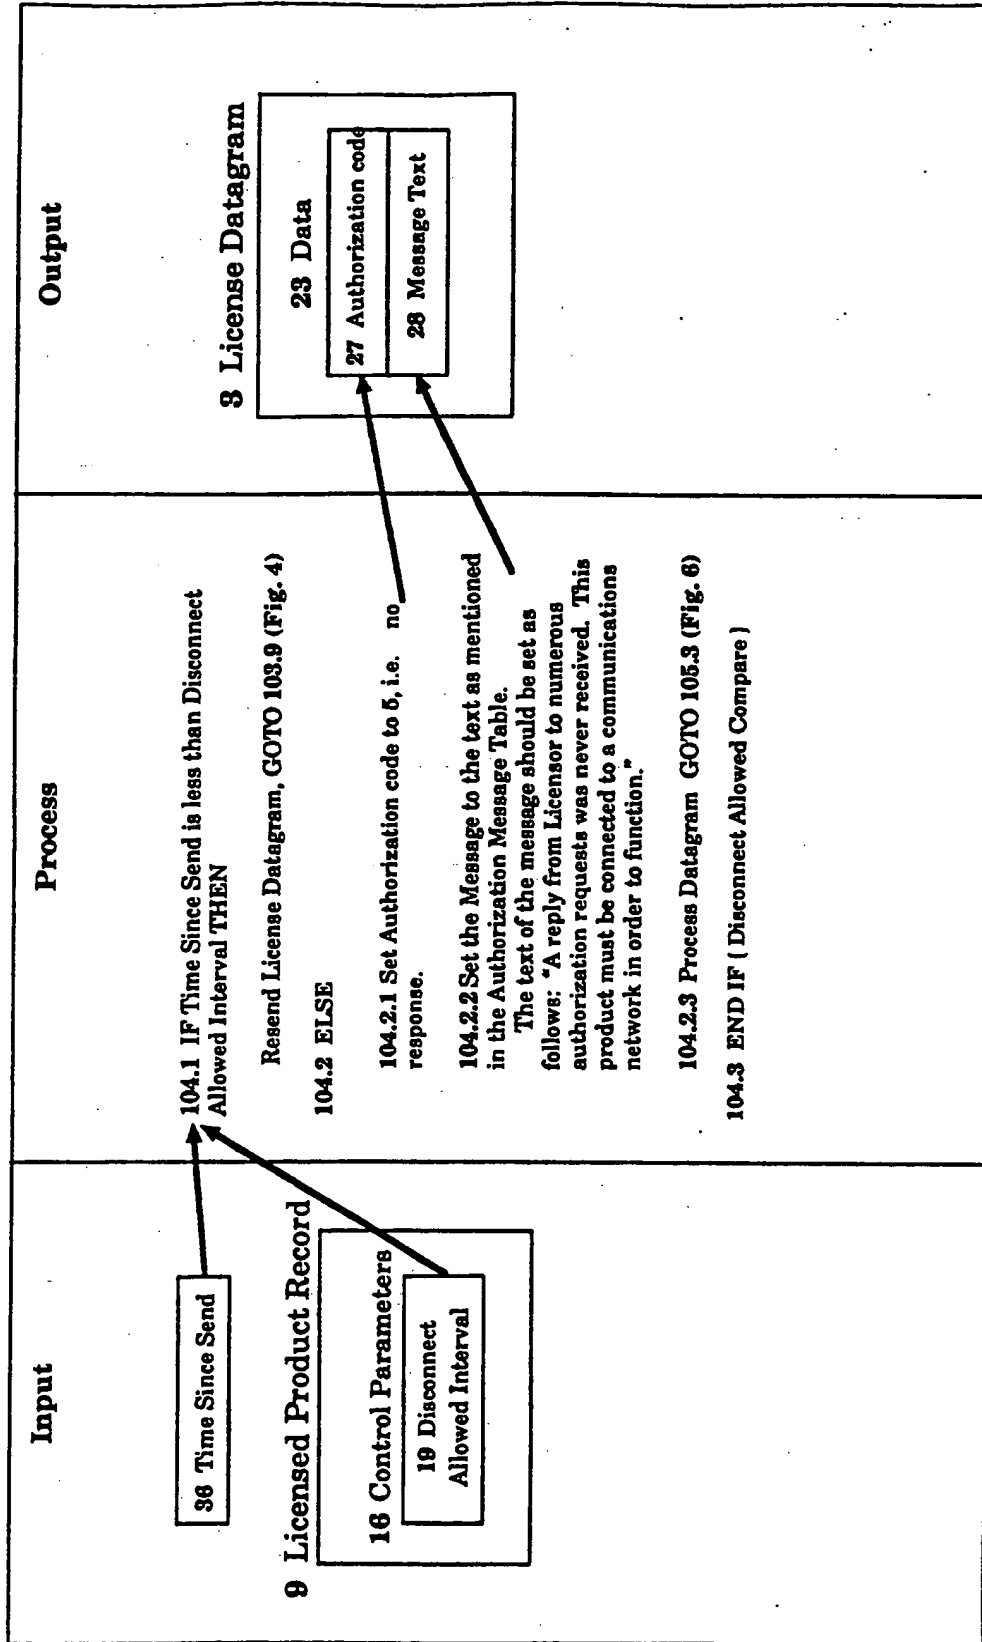 Input
36 Time Since Send
9 Licensed Product Record
16 Control Parameters
19 Disconnect
Allowed Interval
Process
104.1 IF Time Since Send is less than Disconnect
Allowed Interval THEN
Resend License Datagram, GOTO 103.9 (Fig. 4)
104.2 ELSE
104.2.1 Set Authorization code to 5, i.e. no
response.
104.2.2 Set the Message to the text as mentioned
in the Authorization Message Table.
The text of the message should be set as
follows: "A reply from Licensor to numerous
authorization requests was never received. This
product must be connected to a communications
network in order to function."
104.2.3 Process Datagram GOTO 105.3 (Fig. 6)
104.3 END IF { Disconnect Allowed Compare }
Output
3 License Datagram
23 Data
27 Authorization code
28 Message Text